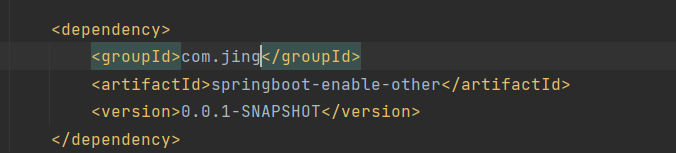 <dependency>
<groupId>com.jing</groupId>
<artifactId>springboot-enable-other</artifactId>
<version>0.0.1-SNAPSHOT</version>
</dependency>